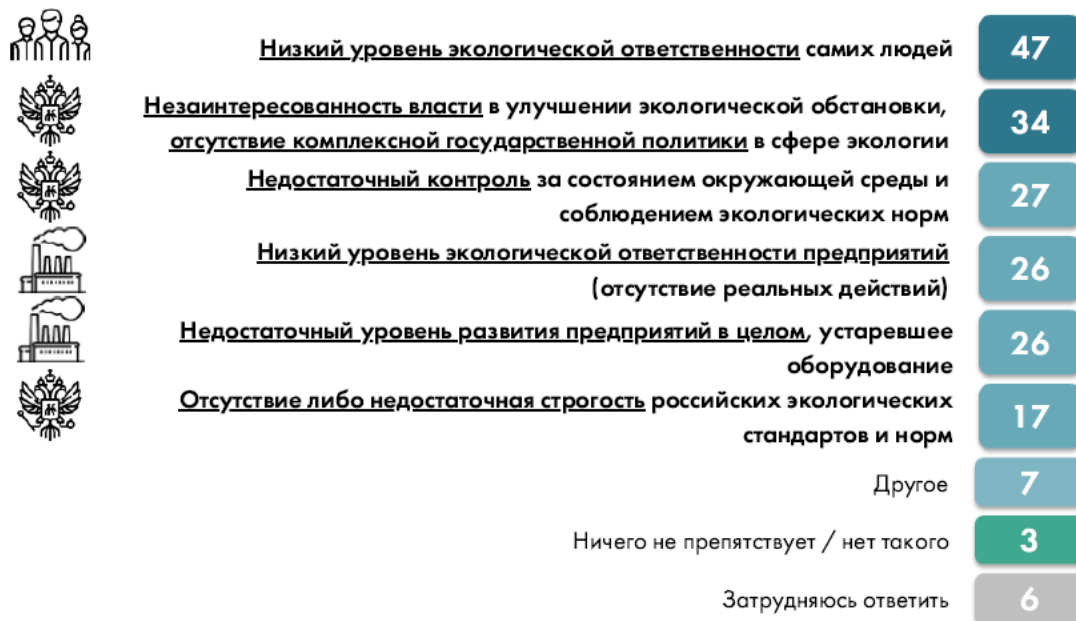 Низкий уровень экологической ответственности самих людей
47
Незаинтересованность власти в улучшении экологической обстановки,
отсутствие комплексной государственной политики в сфере экологии
34
Недостаточный контроль за состоянием окружающей среды и
соблюдением экологических норм
27
Низкий уровень экологической ответственности предприятий
(отсутствие реальных действий)
26
Недостаточный уровень развития предприятий в целом, устаревшее
оборудование
26
Отсутствие либо недостаточная строгость российских экологических
стандартов и норм
17
Другое
7
Ничего не препятствует / нет такого
3
Затрудняюсь ответить
6